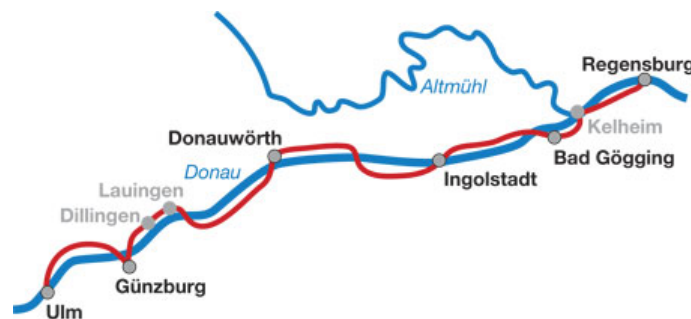 Regensburg
Altmühl
Kelheim
Donauwörth
Bad Gögging
Donau
Ingolstadt
Lauingen
Dillingen
Günzburg
Ulm